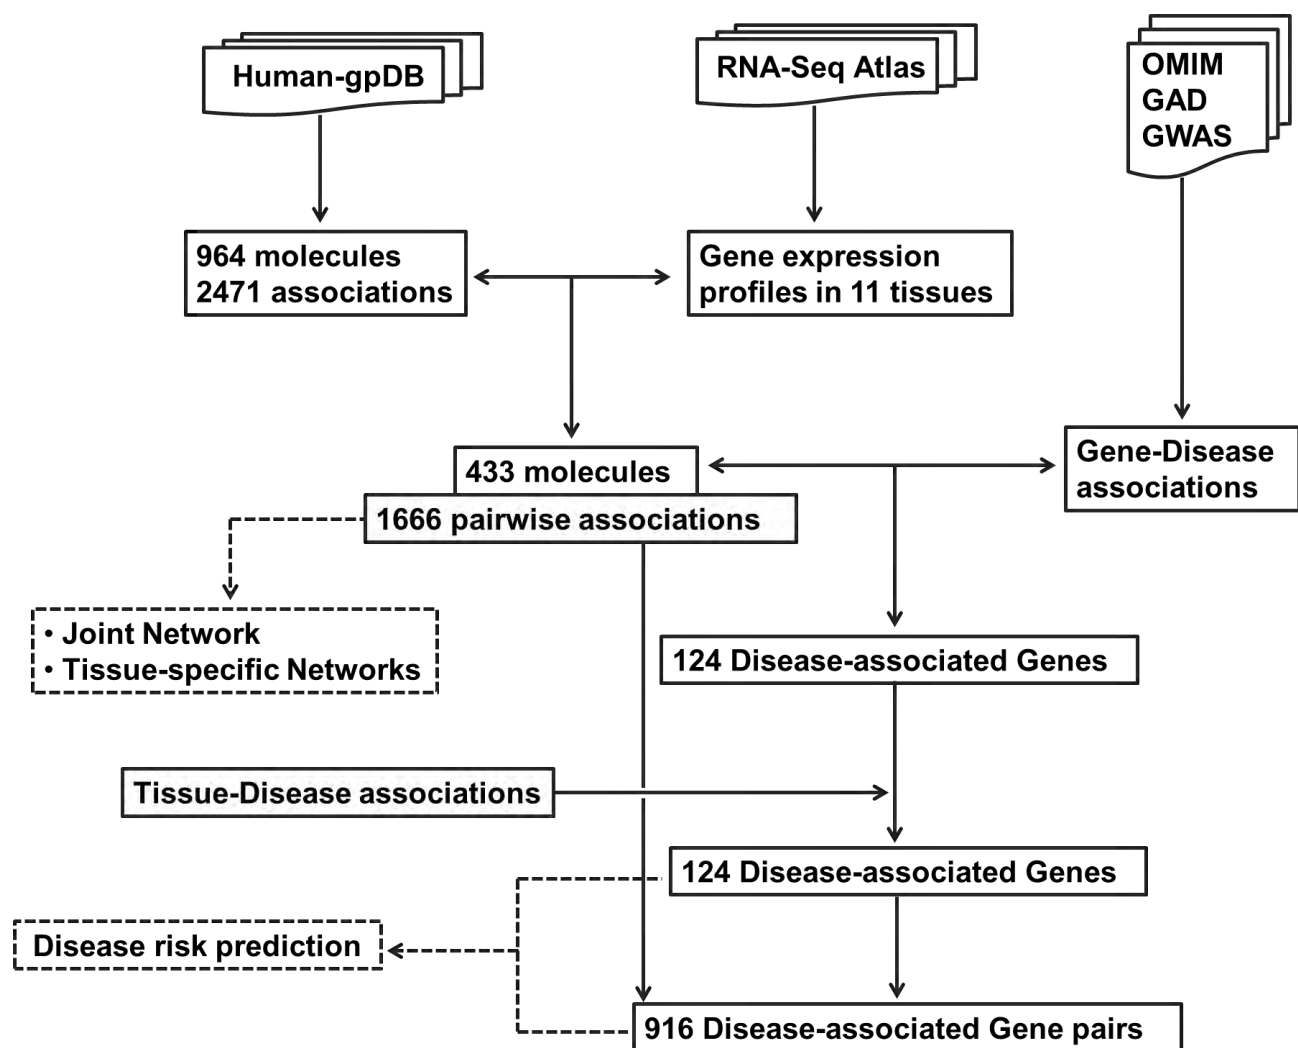 Human-gpDB
RNA-Seq Atlas
OMIM
GAD
GWAS
964 molecules
2471 associations
Gene expression
profiles in 11 tissues
433 molecules
1666 pairwise associations
Gene-Disease
associations
• Joint Network
• Tissue-specific Networks
124 Disease-associated Genes
Tissue-Disease associations
124 Disease-associated Genes
Disease risk prediction
916 Disease-associated Gene pairs